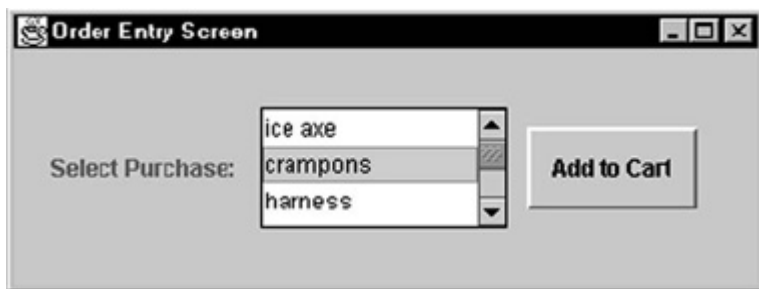 Order Entry Screen
ice axe
Select Purchase:
crampons
Add to Cart
harness